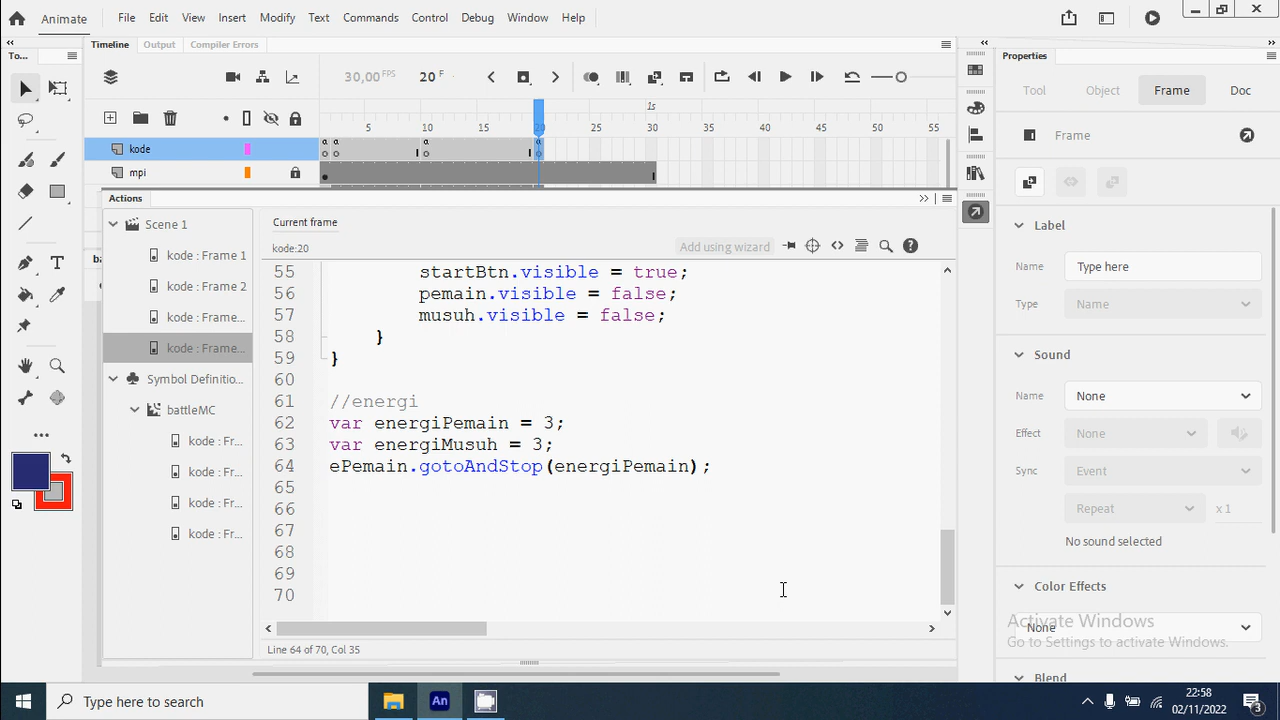 Animate
File Edit View Insert Modify Text Commands Control Debug Window Help
To...
Timeline Output Compiler Errors
Properties
30,00 FPS 20 F
Tool Object Frame Doc
1s
5 10 15 20 25 30 35 40 45 50 55
kode
mpi
Frame
Actions
Scene 1
kode : Frame 1
kode : Frame 2
kode : Frame...
kode : Frame...
Symbol Definitio...
battleMC
kode : Fr...
kode : Fr...
kode : Fr...
kode : Fr...
Current frame
kode:20
Add using wizard
55 startBtn.visible = true;
56 pemain.visible = false;
57 musuh.visible = false;
58 }
59 }
60
61 //energi
62 var energiPemain = 3;
63 var energiMusuh = 3;
64 ePemain.gotoAndStop(energiPemain);
65
66
67
68
69
70
Line 64 of 70, Col 35
Label
Name Type here
Type Name
Sound
Name None
Effect None
Sync Event
Repeat x 1
No sound selected
Color Effects
None
Activate Windows
Go to Settings to activate Windows.
Blend
Type here to search
An
22:58
02/11/2022
3